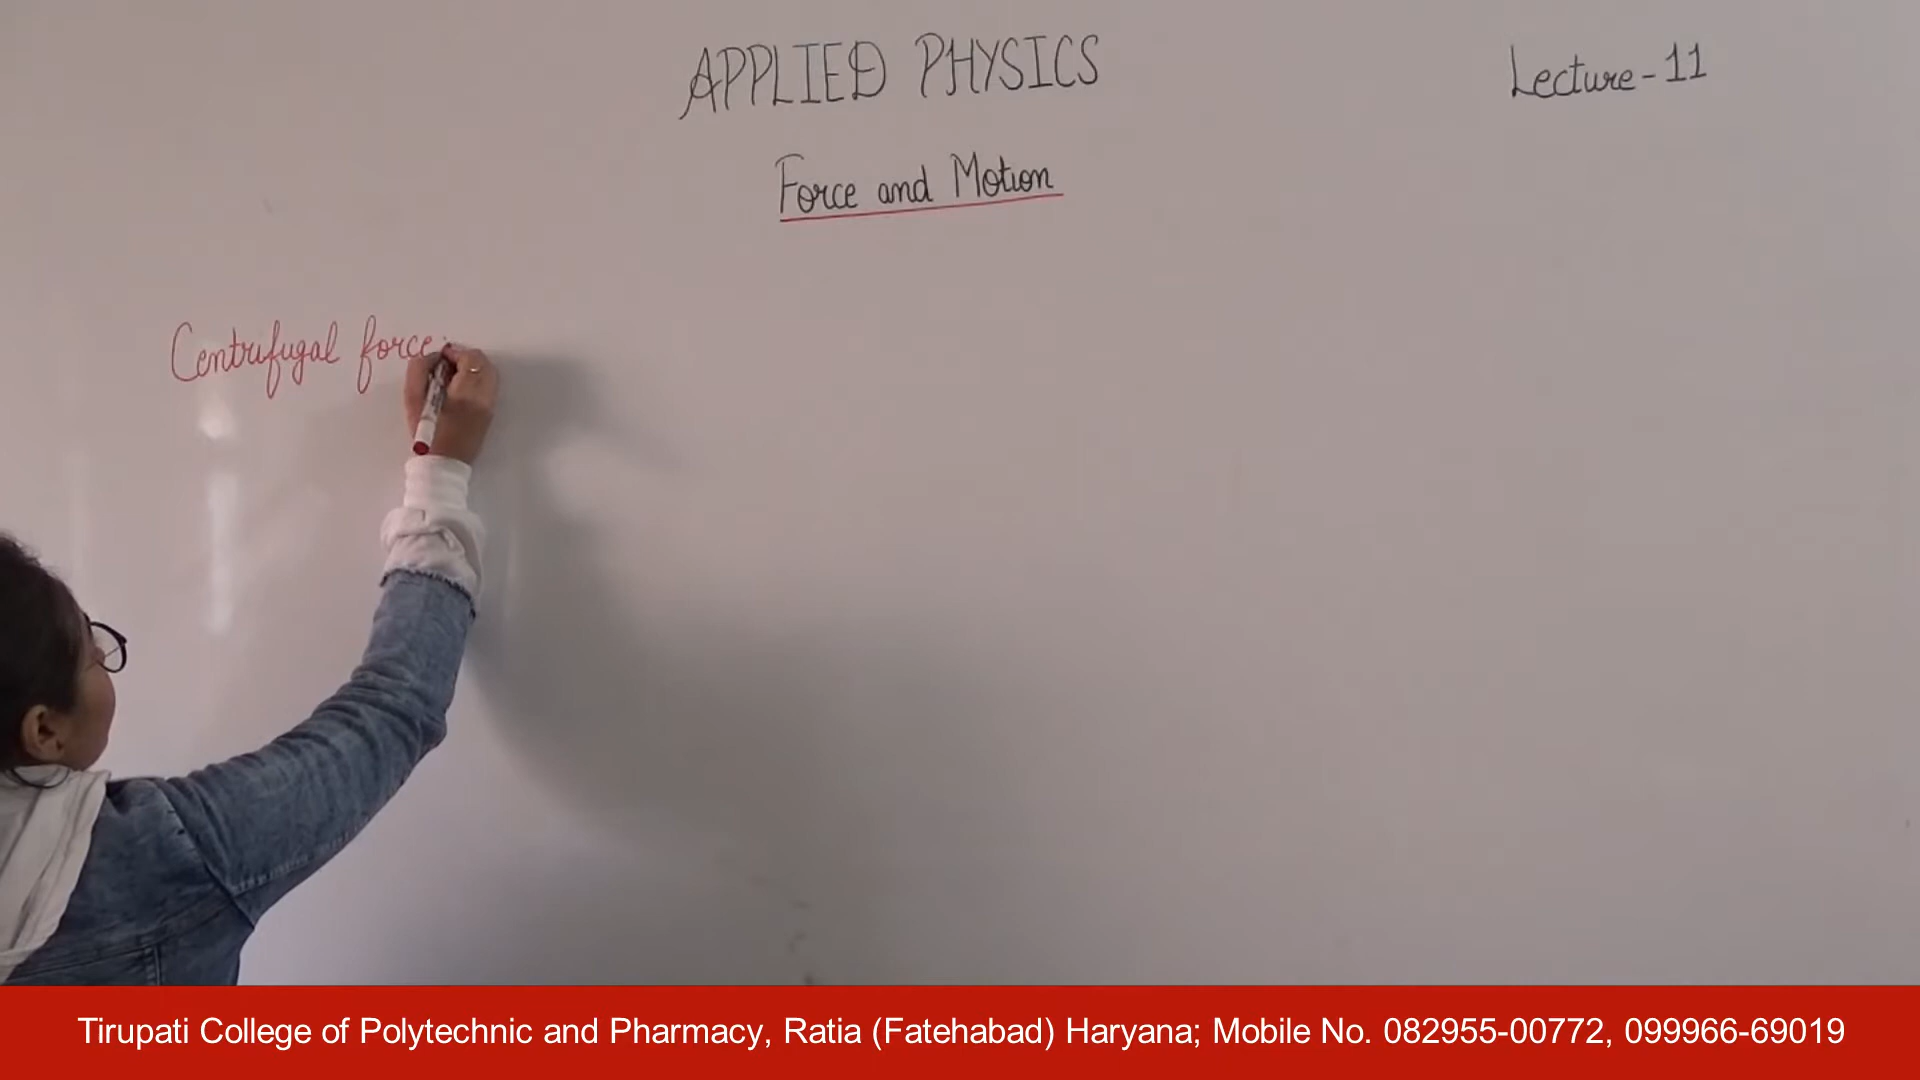 APPLIED PHYSICS
Lecture-11
Force and Motion
Centrifugal force:
Tirupati College of Polytechnic and Pharmacy, Ratia (Fatehabad) Haryana; Mobile No. 082955-00772, 099966-69019